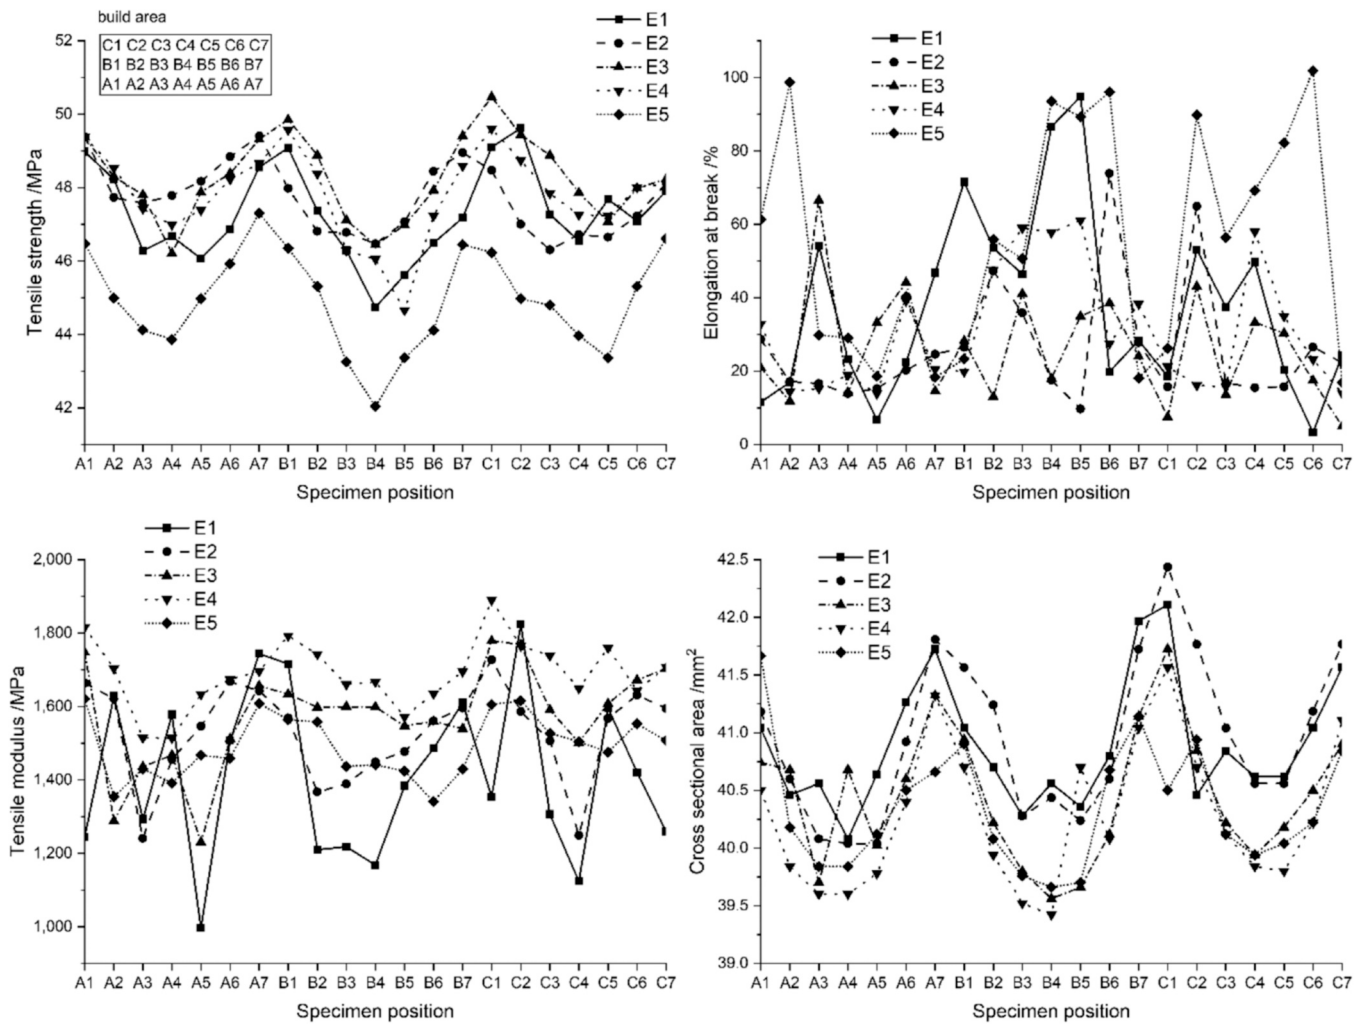 build area
C1 C2 C3 C4 C5 C6 C7
B1 B2 B3 B4 B5 B6 B7
A1 A2 A3 A4 A5 A6 A7
E1
E2
E3
E4
E5
52
50
48
46
44
42
Tensile strength /MPa
A1 A2 A3 A4 A5 A6 A7 B1 B2 B3 B4 B5 B6 B7 C1 C2 C3 C4 C5 C6 C7
Specimen position
E1
E2
E3
E4
E5
100
80
60
40
20
0
Elongation at break /%
A1 A2 A3 A4 A5 A6 A7 B1 B2 B3 B4 B5 B6 B7 C1 C2 C3 C4 C5 C6 C7
Specimen position
E1
E2
E3
E4
E5
2,000
1,800
1,600
1,400
1,200
1,000
Tensile modulus /MPa
A1 A2 A3 A4 A5 A6 A7 B1 B2 B3 B4 B5 B6 B7 C1 C2 C3 C4 C5 C6 C7
Specimen position
E1
E2
E3
E4
E5
42.5
42.0
41.5
41.0
40.5
40.0
39.5
39.0
Cross sectional area /mm²
A1 A2 A3 A4 A5 A6 A7 B1 B2 B3 B4 B5 B6 B7 C1 C2 C3 C4 C5 C6 C7
Specimen position